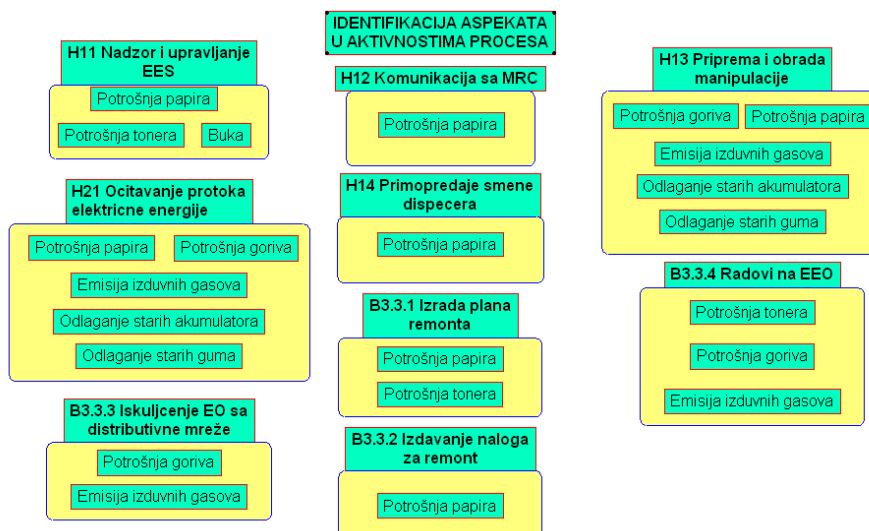 IDENTIFIKACIJA ASPEKATA
U AKTIVNOSTIMA PROCESA
H11 Nadzor i upravljanje
EES
Potrošnja papira
Potrošnja tonera
Buka
H12 Komunikacija sa MRC
Potrošnja papira
H13 Priprema i obrada
manipulacije
Potrošnja goriva
Potrošnja papira
Emisija izduvnih gasova
Odlaganje starih akumulatora
Odlaganje starih guma
H21 Ocitavanje protoka
elektricne energije
Potrošnja papira
Potrošnja goriva
Emisija izduvnih gasova
Odlaganje starih akumulatora
Odlaganje starih guma
H14 Primopredaje smene
dispecera
Potrošnja papira
B3.3.4 Radovi na EEO
Potrošnja tonera
Potrošnja goriva
Emisija izduvnih gasova
B3.3.1 Izrada plana
remonta
Potrošnja papira
Potrošnja tonera
B3.3.3 Iskuljcenje EO sa
distributivne mreže
Potrošnja goriva
Emisija izduvnih gasova
B3.3.2 Izdavanje naloga
za remont
Potrošnja papira